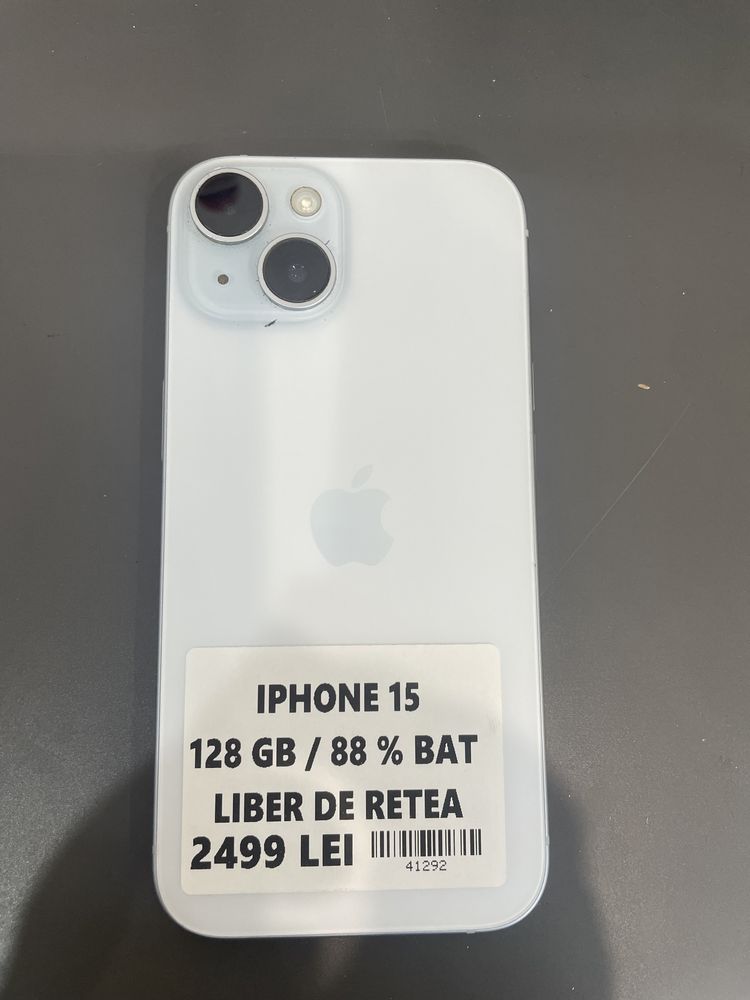 IPHONE 15
128 GB / 88 % BAT
LIBER DE RETEA
2499 LEI
41292